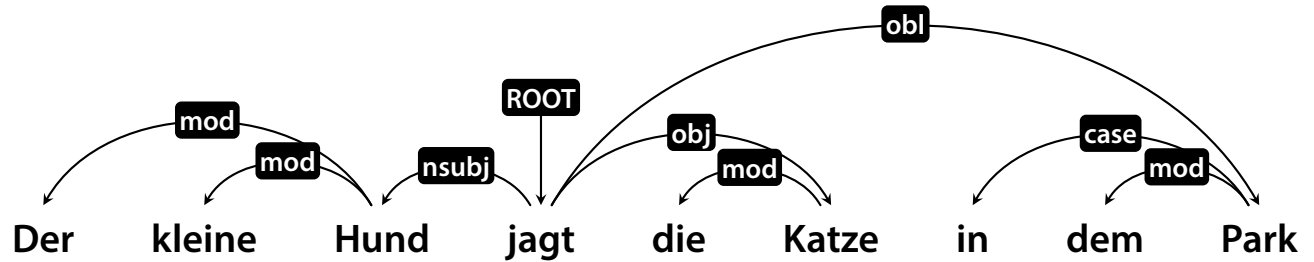 obl
ROOT
mod obj case
mod nsubj mod mod
Der kleine Hund jagt die Katze in dem Park